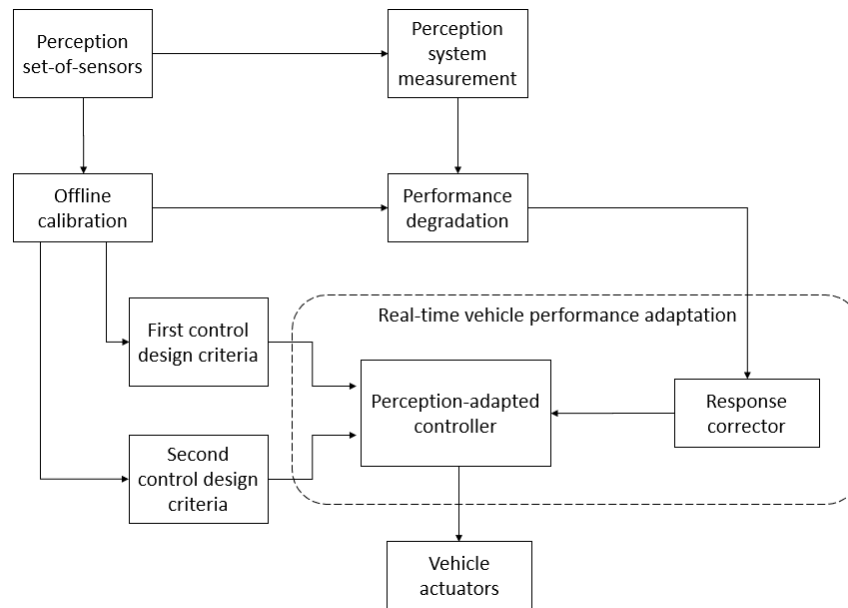 Perception
set-of-sensors
Perception
system
measurement
Offline
calibration
Performance
degradation
First control
design criteria
Real-time vehicle performance adaptation
Perception-adapted
controller
Response
corrector
Second
control design
criteria
Vehicle
actuators